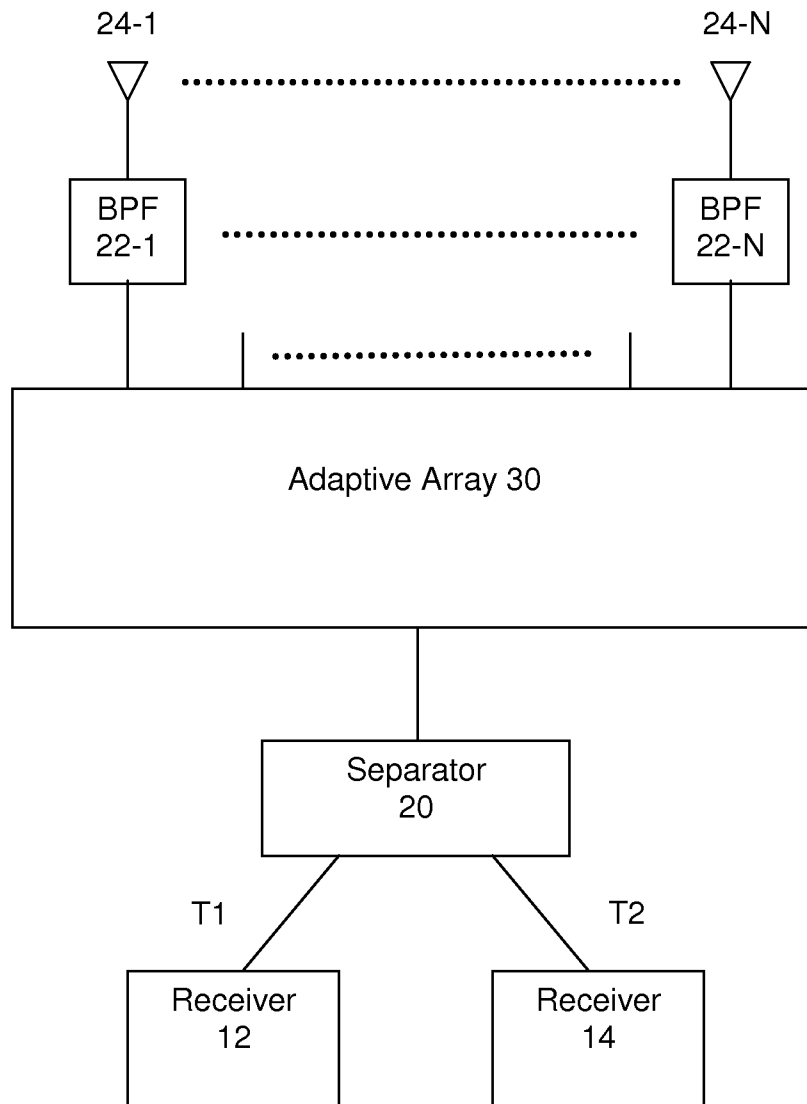 24-1
24-N
BPF
22-1
BPF
22-N
Adaptive Array 30
Separator
20
T1
T2
Receiver
12
Receiver
14